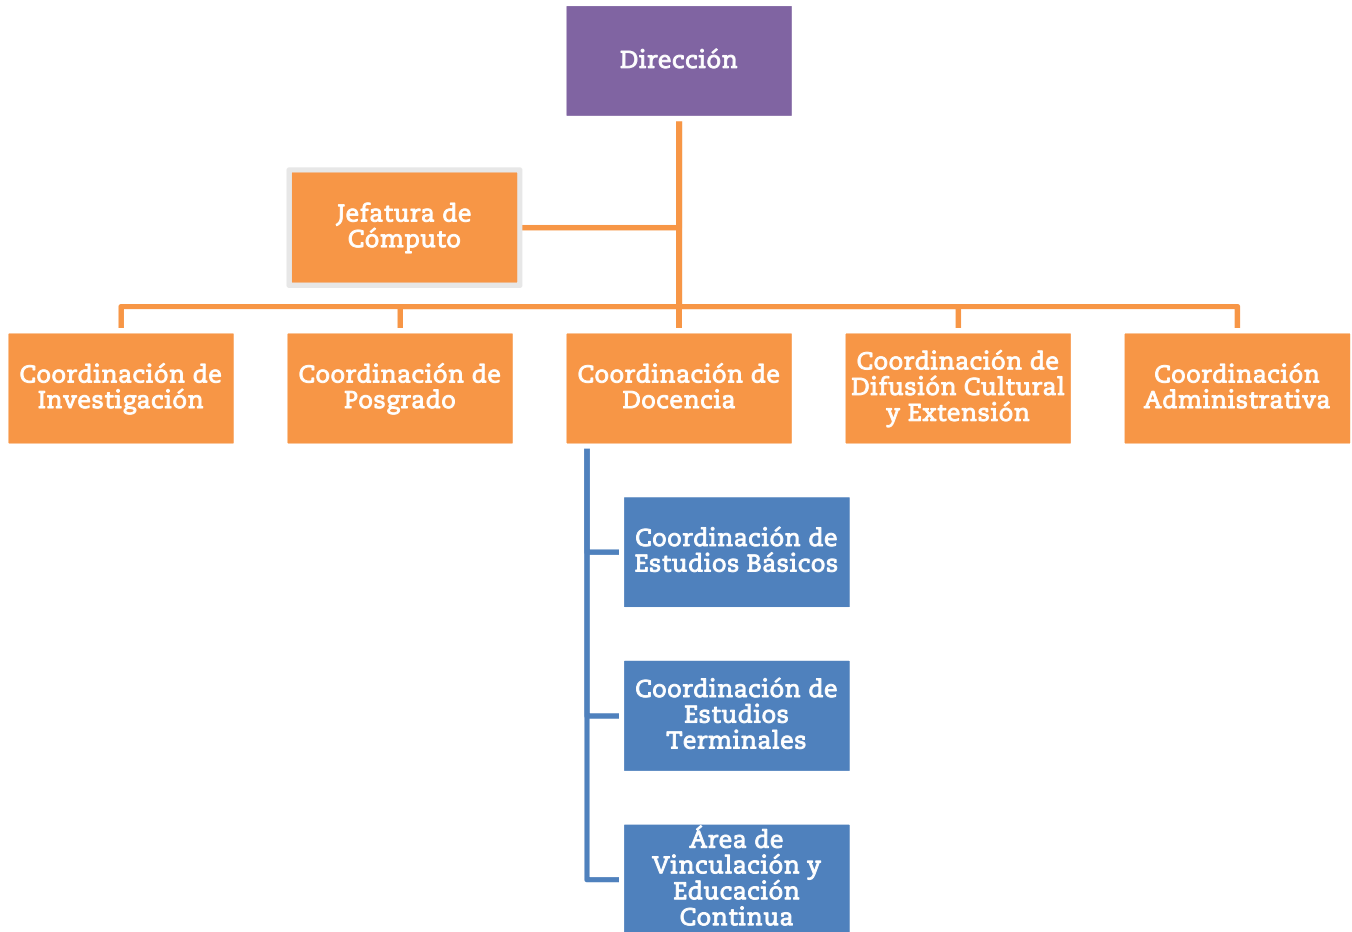 Dirección
Jefatura de
Cómputo
Coordinación de
Investigación
Coordinación de
Posgrado
Coordinación de
Docencia
Coordinación de
Difusión Cultural
y Extensión
Coordinación
Administrativa
Coordinación de
Estudios Básicos
Coordinación de
Estudios
Terminales
Área de
Vinculación y
Educación
Continua